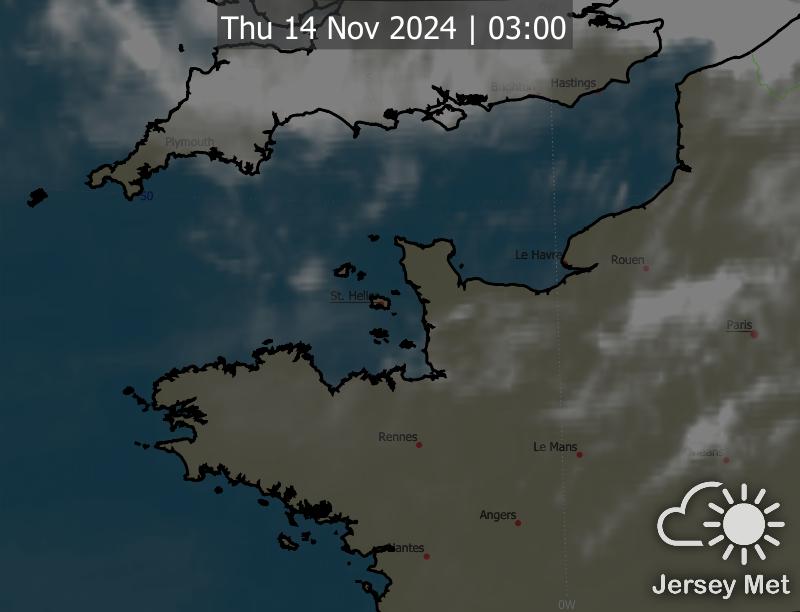 Thu 14 Nov 2024 | 03:00
Brighton
Hastings
Plymouth
50
Le Havre
Rouen
St. Helier
Paris
Rennes
Le Mans
Orléans
Angers
Nantes
0W
Jersey Met